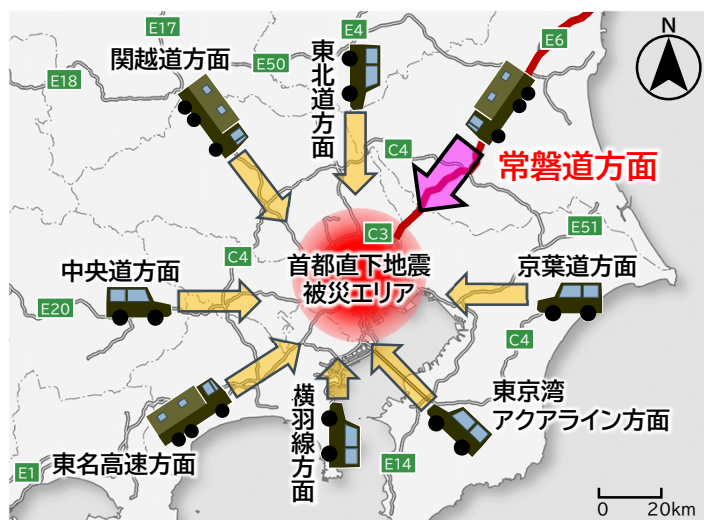 E17
E4
E6
N
関越道方面
E50
東北道方面
E18
C4
常磐道方面
C3
E51
C4
中央道方面
首都直下地震
被災エリア
京葉道方面
E20
C4
横羽線方面
東京湾
アクアライン方面
東名高速方面
E14
E1
0 20km